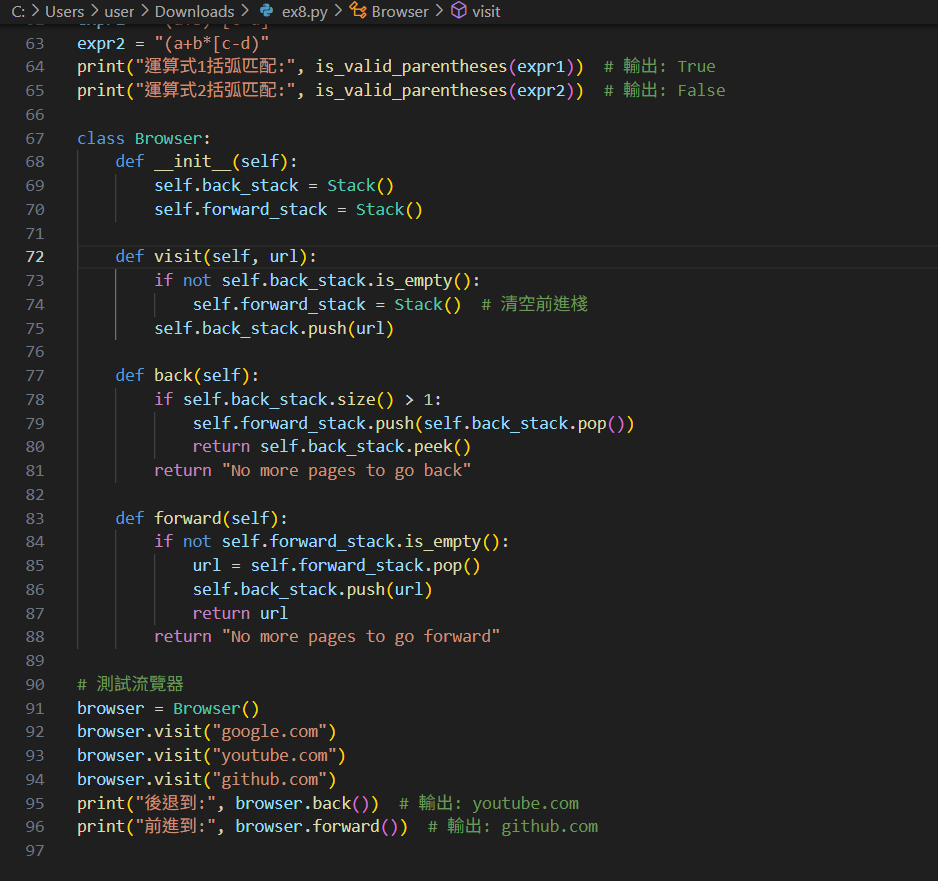 C: > Users > user > Downloads > ex8.py > Browser > visit
63 expr2 = "(a+b*[c-d)"
64 print("運算式1括弧匹配:", is_valid_parentheses(expr1))  # 輸出: True
65 print("運算式2括弧匹配:", is_valid_parentheses(expr2))  # 輸出: False
66
67 class Browser:
68     def __init__(self):
69         self.back_stack = Stack()
70         self.forward_stack = Stack()
71
72     def visit(self, url):
73         if not self.back_stack.is_empty():
74             self.forward_stack = Stack()  # 清空前進棧
75         self.back_stack.push(url)
76
77     def back(self):
78         if self.back_stack.size() > 1:
79             self.forward_stack.push(self.back_stack.pop())
80             return self.back_stack.peek()
81         return "No more pages to go back"
82
83     def forward(self):
84         if not self.forward_stack.is_empty():
85             url = self.forward_stack.pop()
86             self.back_stack.push(url)
87             return url
88         return "No more pages to go forward"
89
90 # 測試流覽器
91 browser = Browser()
92 browser.visit("google.com")
93 browser.visit("youtube.com")
94 browser.visit("github.com")
95 print("後退到:", browser.back())  # 輸出: youtube.com
96 print("前進到:", browser.forward())  # 輸出: github.com
97